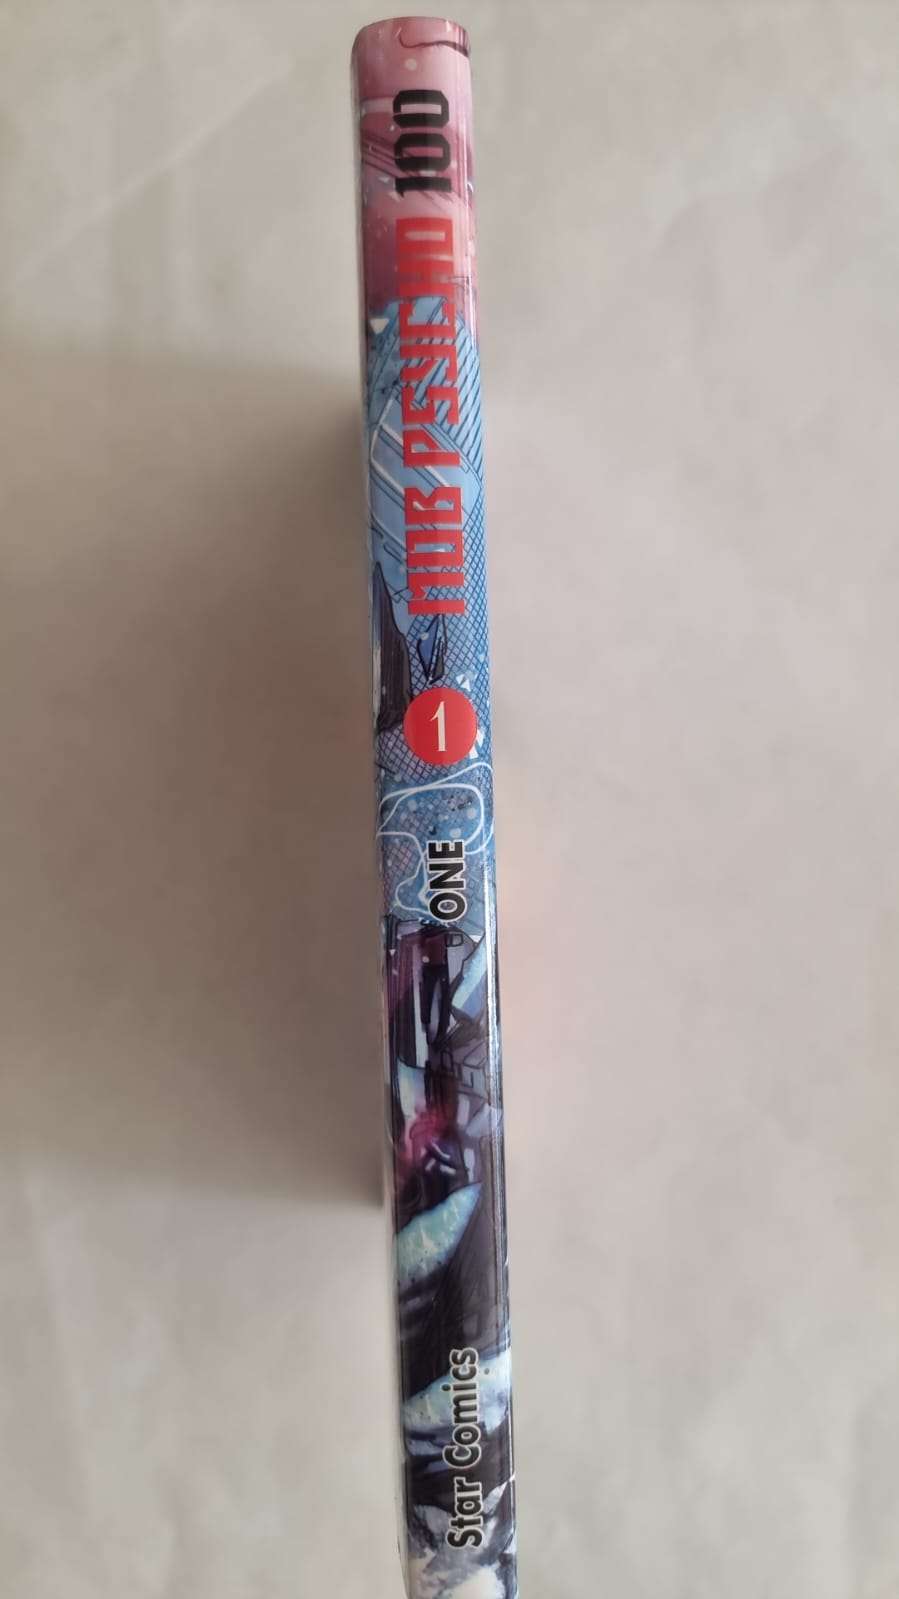 MOB PSYCHO 100
1
ONE
Star Comics